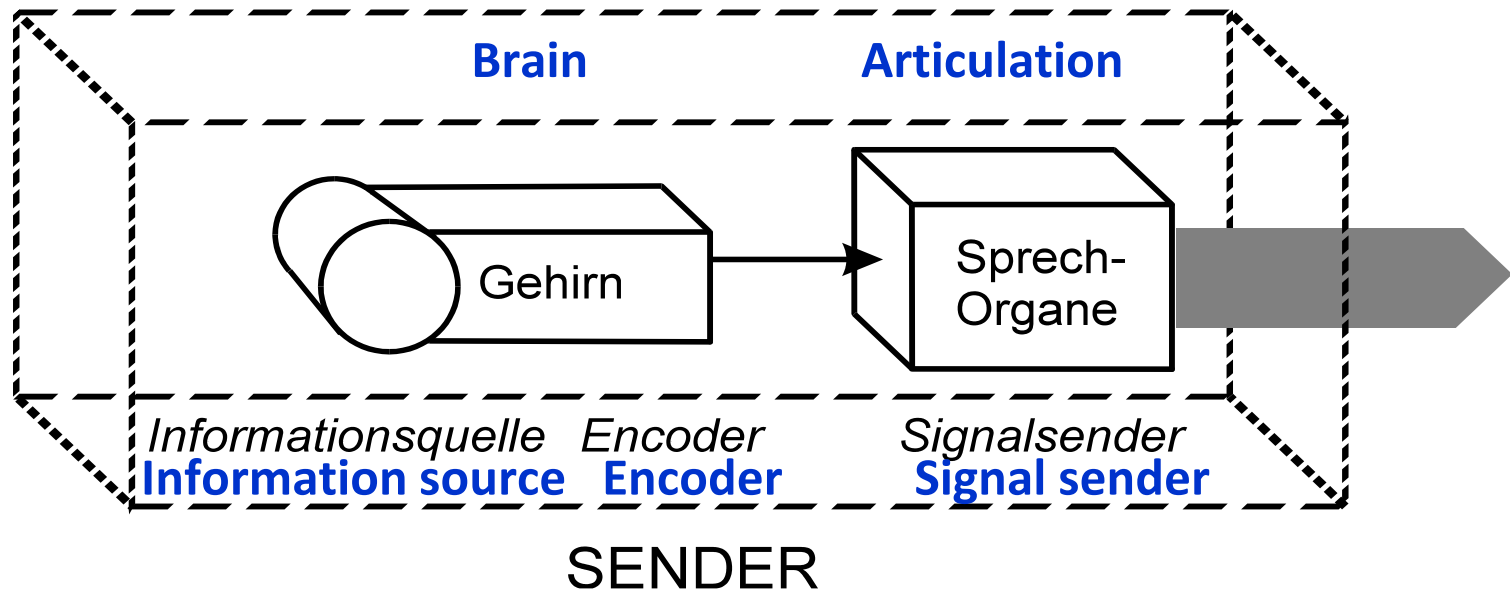 Brain Articulation
Gehirn
Sprech-
Organe
Informationsquelle Encoder Signalsender
Information source Encoder Signal sender
SENDER